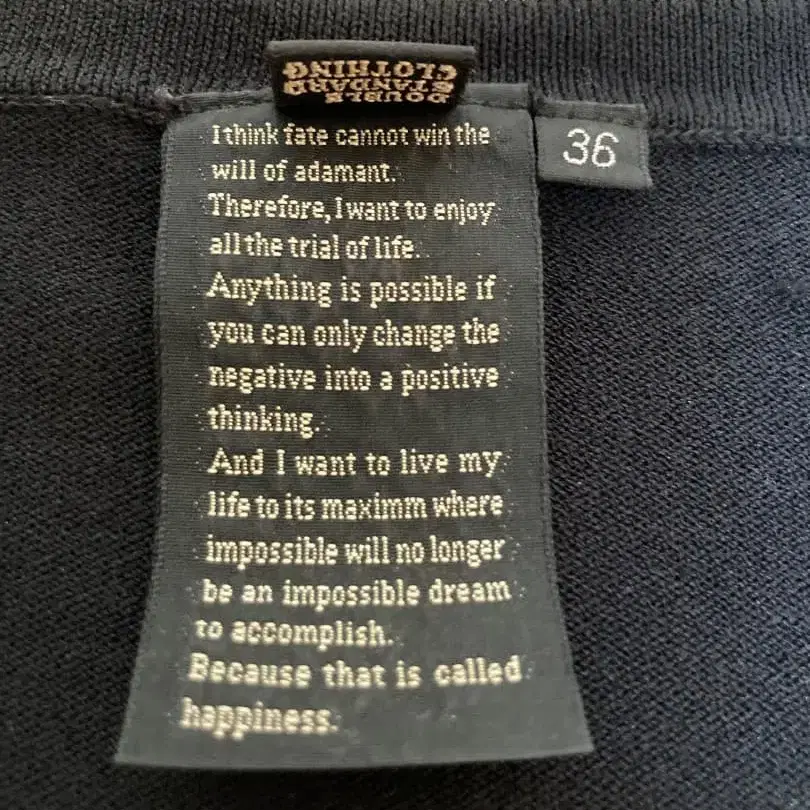 DOUBLE
STANDARD
CLOTHING
36
I think fate cannot win the
will of adamant.
Therefore, I want to enjoy
all the trial of life.
Anything is possible if
you can only change the
negative into a positive
thinking.
And I want to live my
life to its maximm where
impossible will no longer
be an impossible dream
to accomplish.
Because that is called
happiness.